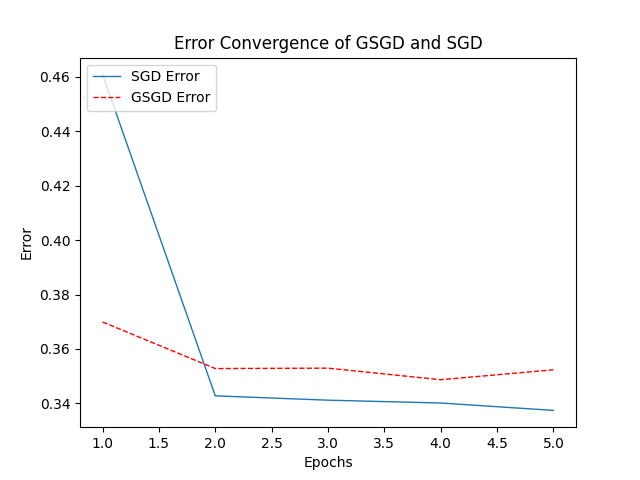 Error Convergence of GSGD and SGD
SGD Error
GSGD Error
0.46
0.44
0.42
0.40
0.38
0.36
0.34
Error
1.0 1.5 2.0 2.5 3.0 3.5 4.0 4.5 5.0
Epochs